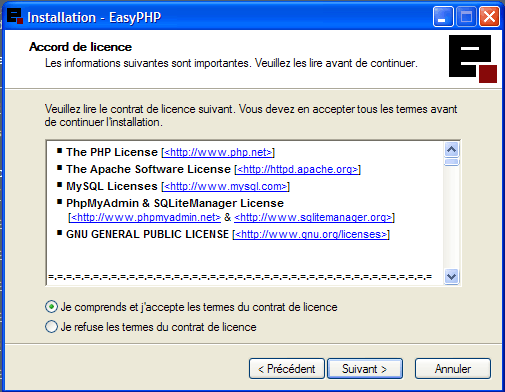 Installation - EasyPHP
Accord de licence
Les informations suivantes sont importantes. Veuillez les lire avant de continuer.
Veuillez lire le contrat de licence suivant. Vous devez en accepter tous les termes avant
de continuer l'installation.
▪ The PHP License [<http://www.php.net>]
▪ The Apache Software License [<http://httpd.apache.org>]
▪ MySQL Licenses [<http://www.mysql.com>]
▪ PhpMyAdmin & SQLiteManager License
[<http://www.phpmyadmin.net> & <http://www.sqlitemanager.org>]
▪ GNU GENERAL PUBLIC LICENSE [<http://www.gnu.org/licenses>]
=-=-=-=-=-=-=-=-=-=-=-=-=-=-=-=-=-=-=-=-=-=-=-=-=-=-=-=-=-=-=-=-=-=-=-=-=
Je comprends et j'accepte les termes du contrat de licence
Je refuse les termes du contrat de licence
< Précédent
Suivant >
Annuler